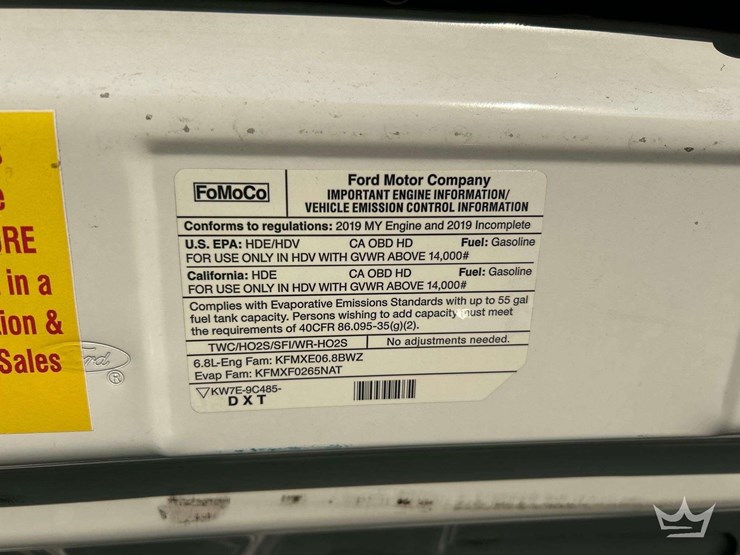 RE
in a
ion &
Sales
Ford
®
FoMoCo
Ford Motor Company
IMPORTANT ENGINE INFORMATION/
VEHICLE EMISSION CONTROL INFORMATION
Conforms to regulations: 2019 MY Engine and 2019 Incomplete
U.S. EPA: HDE/HDV CA OBD HD Fuel: Gasoline
FOR USE ONLY IN HDV WITH GVWR ABOVE 14,000#
California: HDE CA OBD HD Fuel: Gasoline
FOR USE ONLY IN HDV WITH GVWR ABOVE 14,000#
Complies with Evaporative Emissions Standards with up to 55 gal
fuel tank capacity. Persons wishing to add capacity must meet
the requirements of 40CFR 86.095-35(g)(2).
TWC/HO2S/SFI/WR-HO2S No adjustments needed.
6.8L-Eng Fam: KFMXE06.8BWZ
Evap Fam: KFMXF0265NAT
KW7E-9C485-
DXT